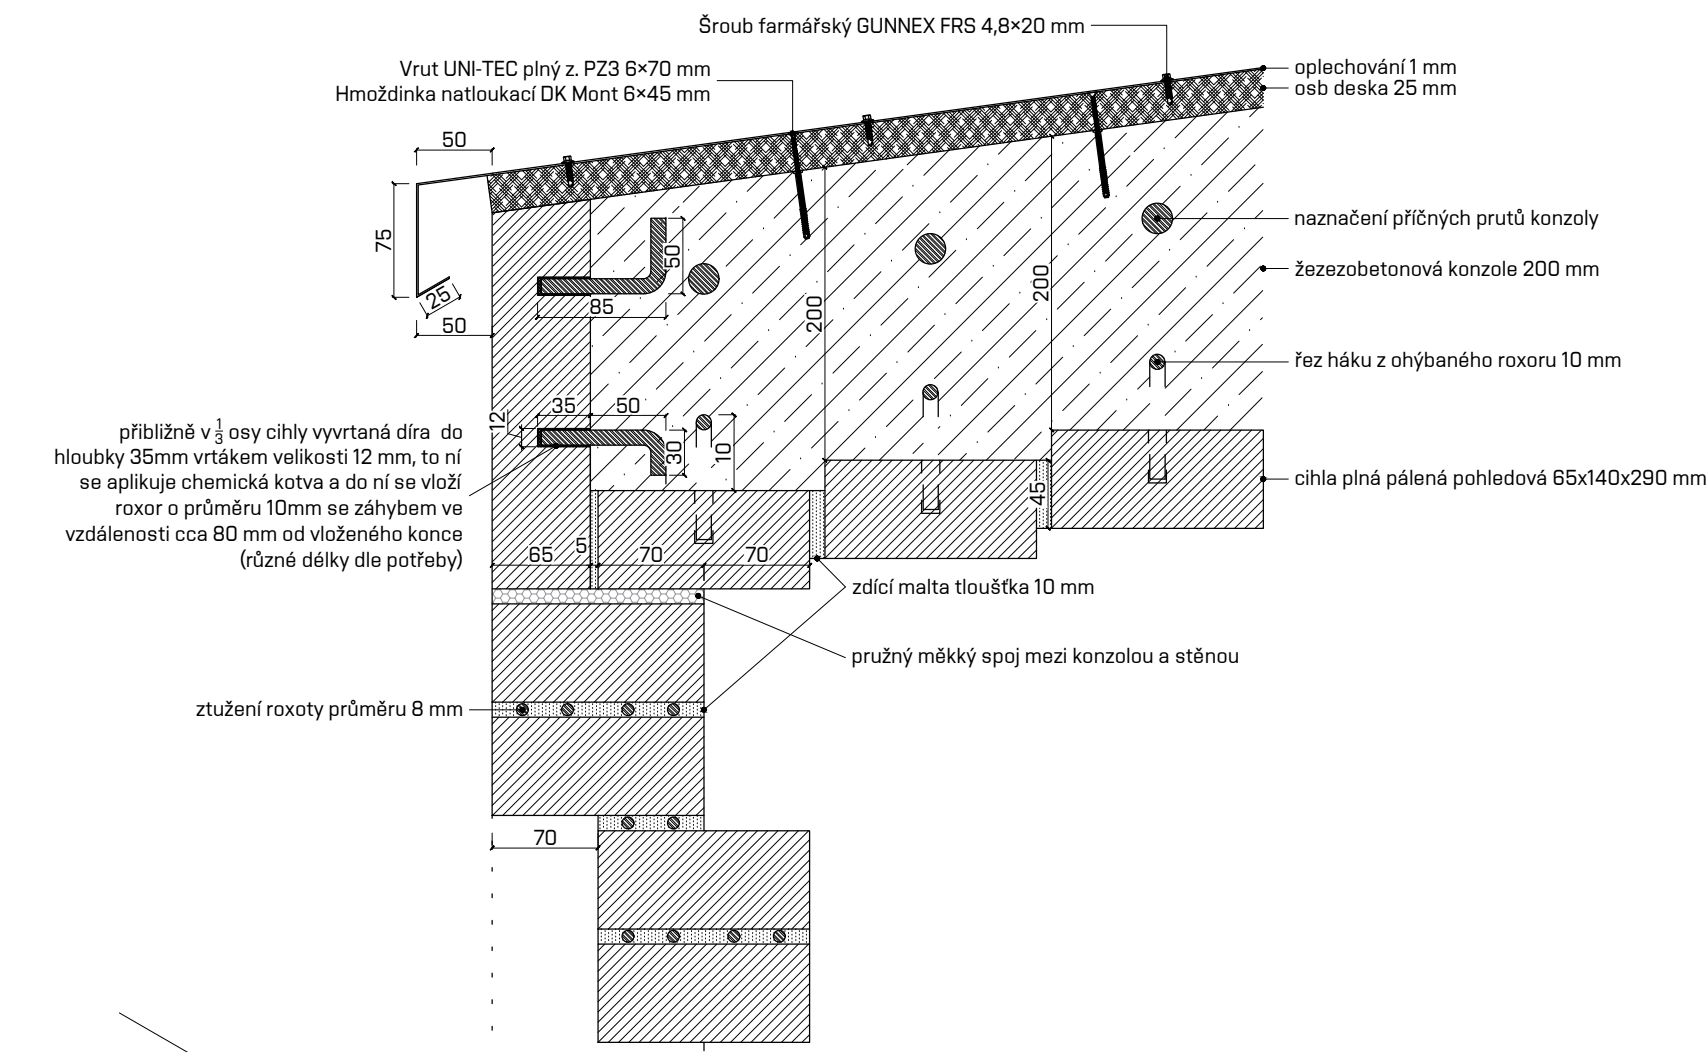 Šroub farmářský GUNNEX FRS 4,8×20 mm
Vrut UNI-TEC plný z. PZ3 6×70 mm
Hmoždinka natloukací DK Mont 6×45 mm
oplechování 1 mm
osb deska 25 mm
50
75
25
50
naznačení příčných prutů konzoly
žezezobetonová konzole 200 mm
50
85
200
200
řez háku z ohýbaného roxoru 10 mm
12
35
50
30
10
přibližně v 1/3 osy cihly vyvrtaná díra do
hloubky 35mm vrtákem velikosti 12 mm, to ní
se aplikuje chemická kotva a do ní se vloží
roxor o průměru 10mm se záhybem ve
vzdálenosti cca 80 mm od vloženého konce
(různé délky dle potřeby)
45
cihla plná pálená pohledová 65x140x290 mm
65
5
70
70
zdící malta tloušťka 10 mm
pružný měkký spoj mezi konzolou a stěnou
ztužení roxoty průměru 8 mm
70